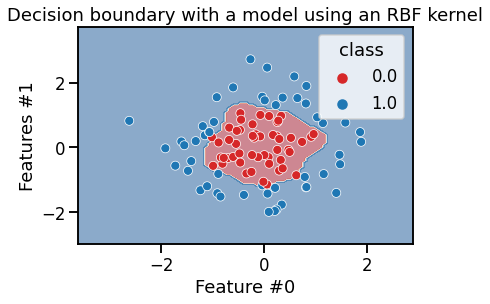 Decision boundary with a model using an RBF kernel
class
0.0
1.0
Features #1
2
0
−2
−2
0
2
Feature #0